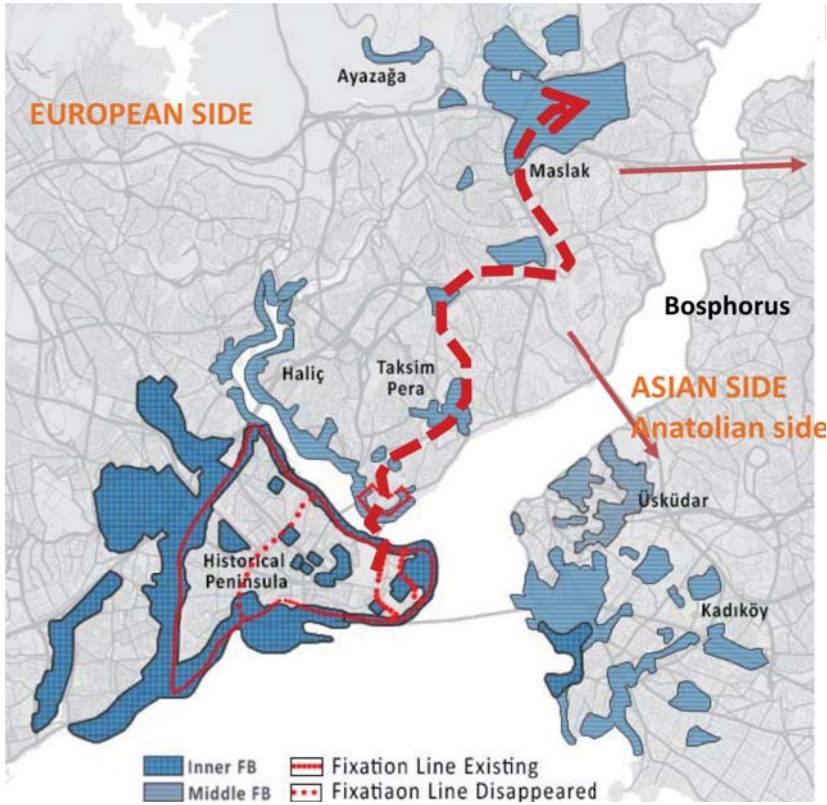 Ayazağa
EUROPEAN SIDE
Maslak
Bosphorus
Haliç
Taksim
Pera
ASIAN SIDE
Anatolian side
Üsküdar
Historical
Peninsula
Kadıköy
Inner FB
Fixation Line Existing
Middle FB
Fixatiaon Line Disappeared